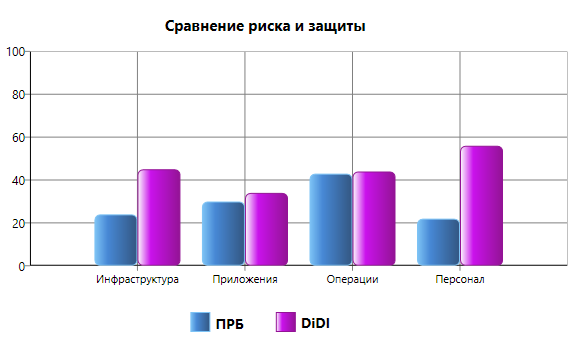 Сравнение риска и защиты
100
80
60
40
20
0
Инфраструктура Приложения Операции Персонал
ПРБ DiDI